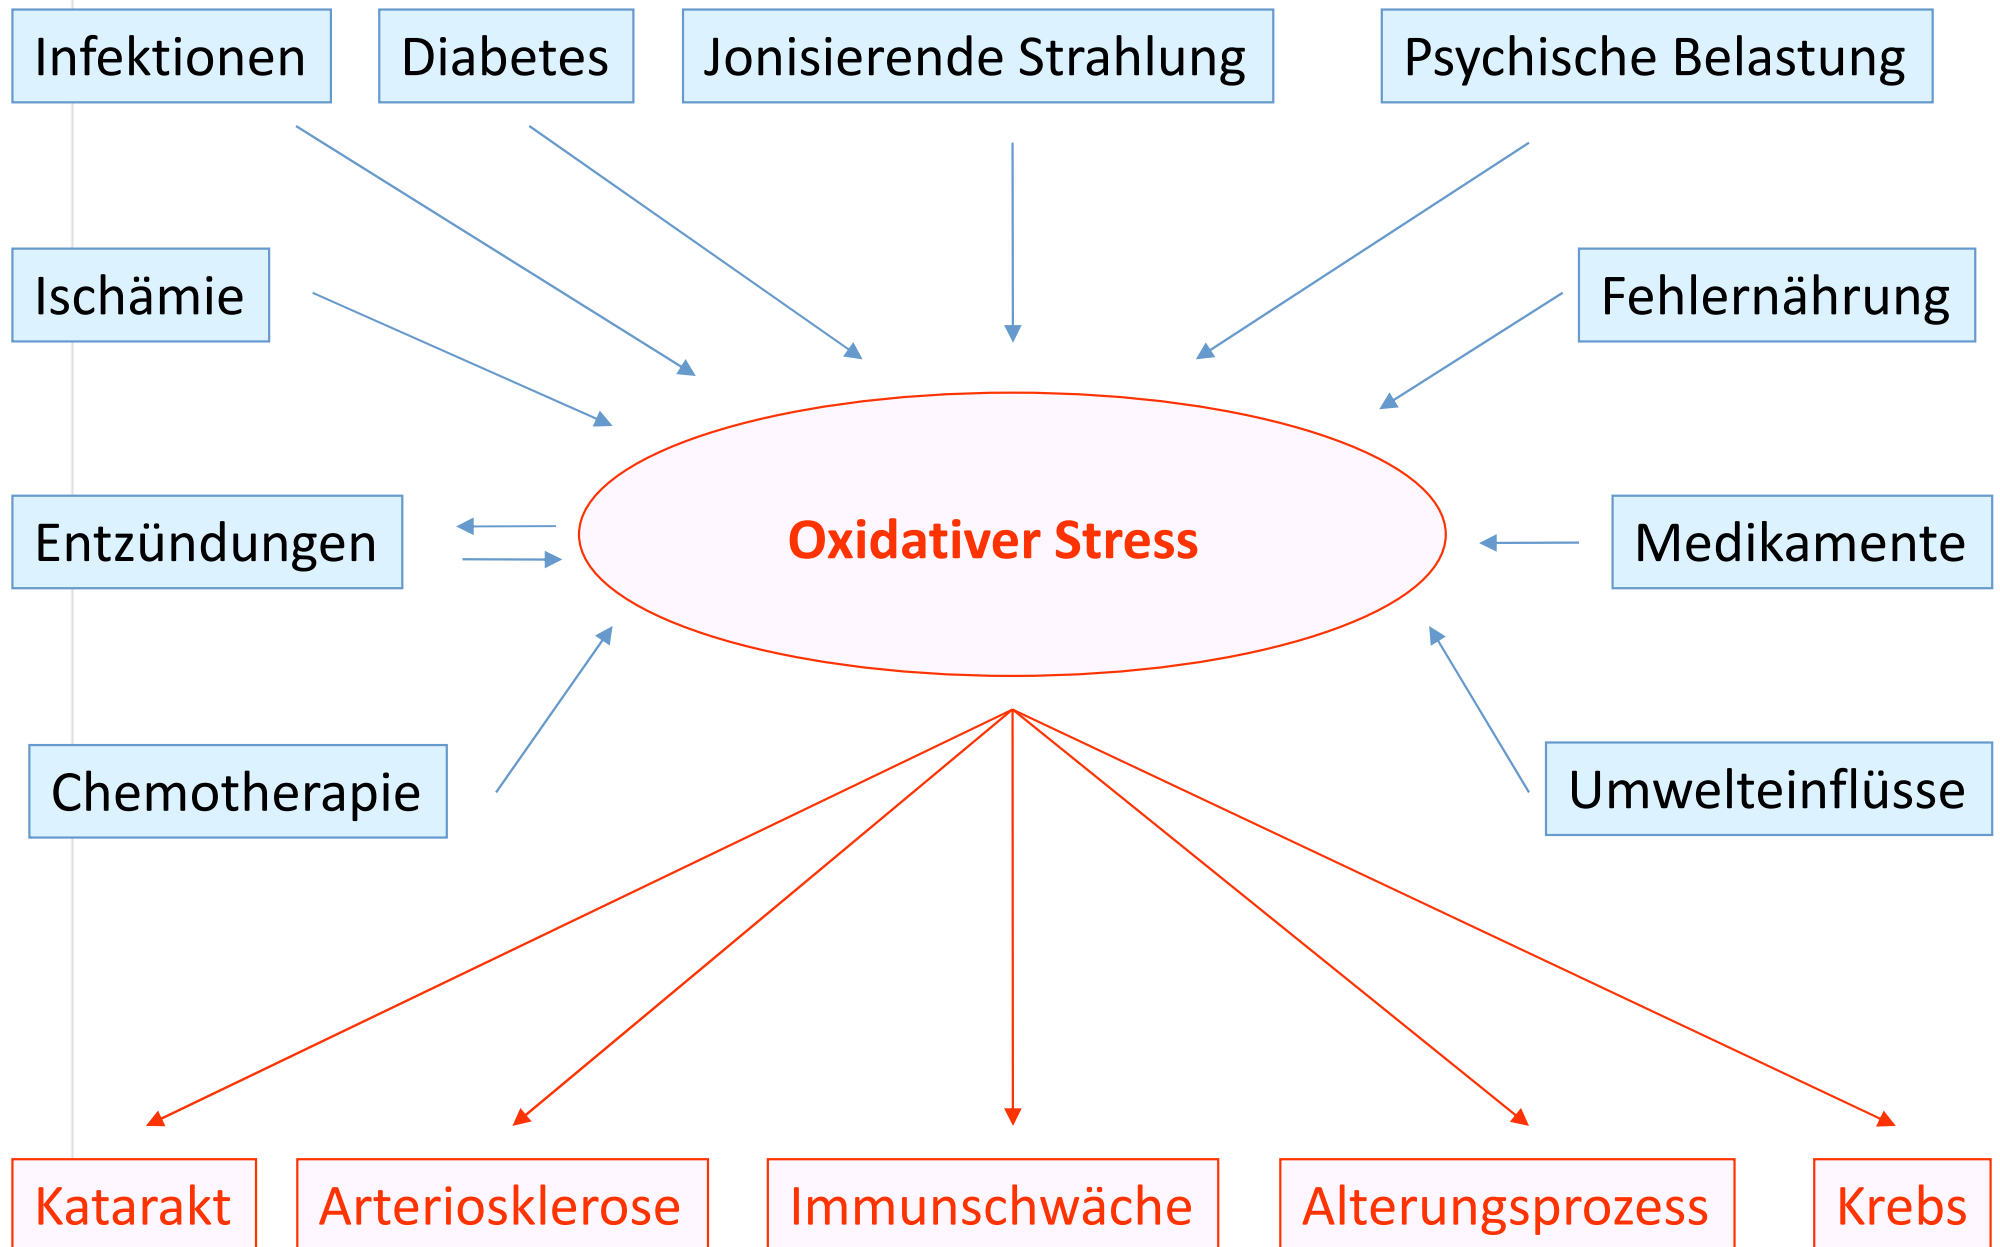 Infektionen
Diabetes
Jonisierende Strahlung
Psychische Belastung
Ischämie
Fehlernährung
Entzündungen
Oxidativer Stress
Medikamente
Chemotherapie
Umwelteinflüsse
Katarakt
Arteriosklerose
Immunschwäche
Alterungsprozess
Krebs